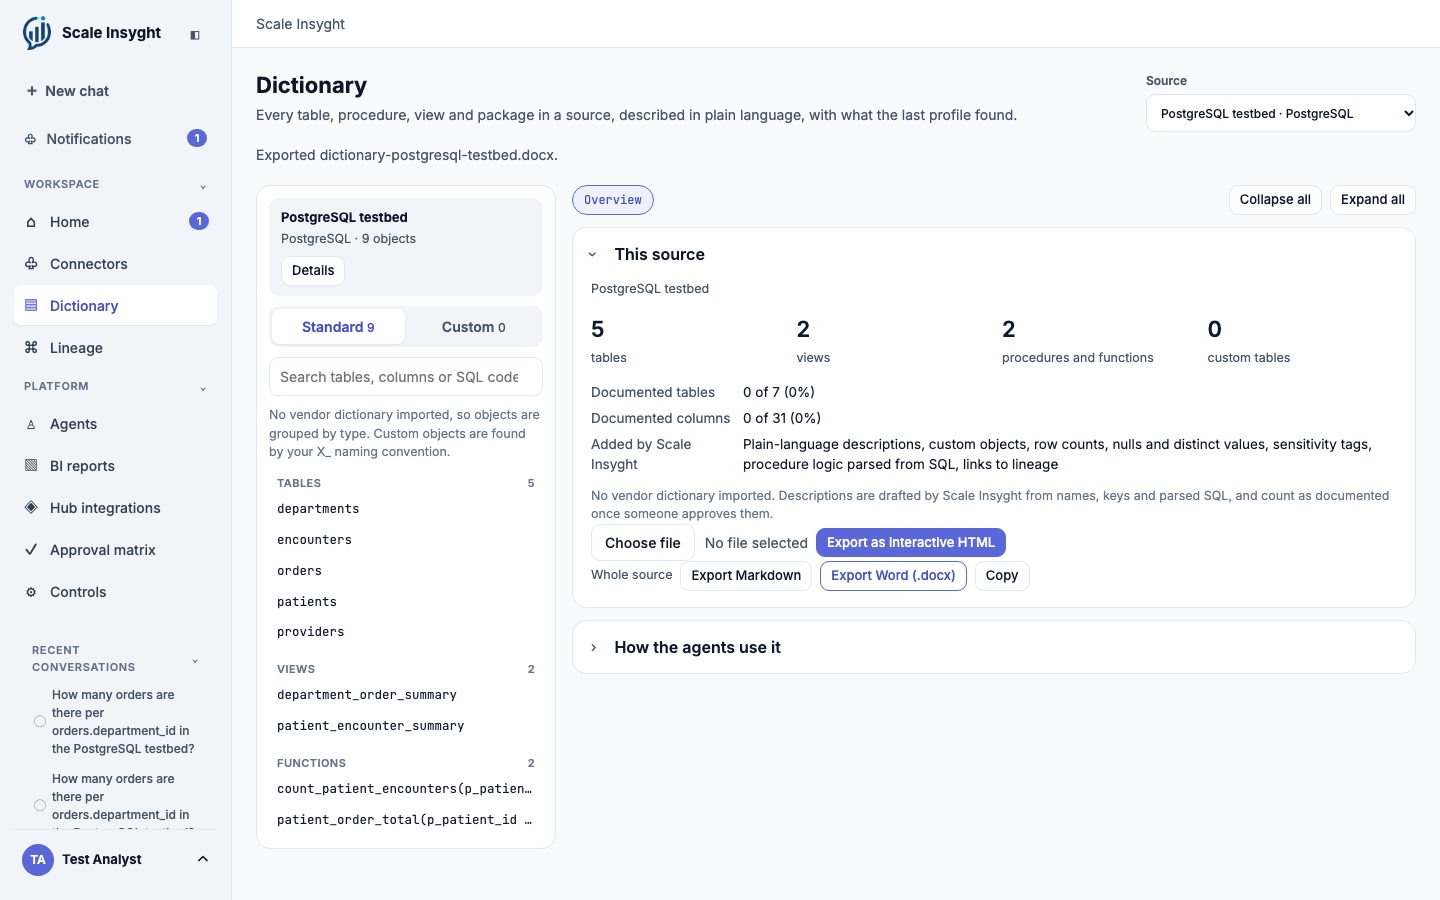 Scale Insyght
+ New chat
Notifications 1
WORKSPACE
Home 1
Connectors
Dictionary
Lineage
PLATFORM
Agents
BI reports
Hub integrations
Approval matrix
Controls
RECENT
CONVERSATIONS
How many orders are
there per
orders.department_id in
the PostgreSQL testbed?
How many orders are
there per
orders.department_id in
TA Test Analyst
Scale Insyght
Dictionary
Every table, procedure, view and package in a source, described in plain language, with what the last profile found.
Source
PostgreSQL testbed · PostgreSQL
Exported dictionary-postgresql-testbed.docx.
PostgreSQL testbed
PostgreSQL · 9 objects
Details
Standard 9 Custom 0
Search tables, columns or SQL code
No vendor dictionary imported, so objects are
grouped by type. Custom objects are found
by your X_ naming convention.
TABLES 5
departments
encounters
orders
patients
providers
VIEWS 2
department_order_summary
patient_encounter_summary
FUNCTIONS 2
count_patient_encounters(p_patien…
patient_order_total(p_patient_id …
Overview
Collapse all Expand all
This source
PostgreSQL testbed
5 2 2 0
tables views procedures and functions custom tables
Documented tables 0 of 7 (0%)
Documented columns 0 of 31 (0%)
Added by Scale Plain-language descriptions, custom objects, row counts, nulls and distinct values, sensitivity tags,
Insyght procedure logic parsed from SQL, links to lineage
No vendor dictionary imported. Descriptions are drafted by Scale Insyght from names, keys and parsed SQL, and count as documented
once someone approves them.
Choose file No file selected Export as interactive HTML
Whole source Export Markdown Export Word (.docx) Copy
How the agents use it